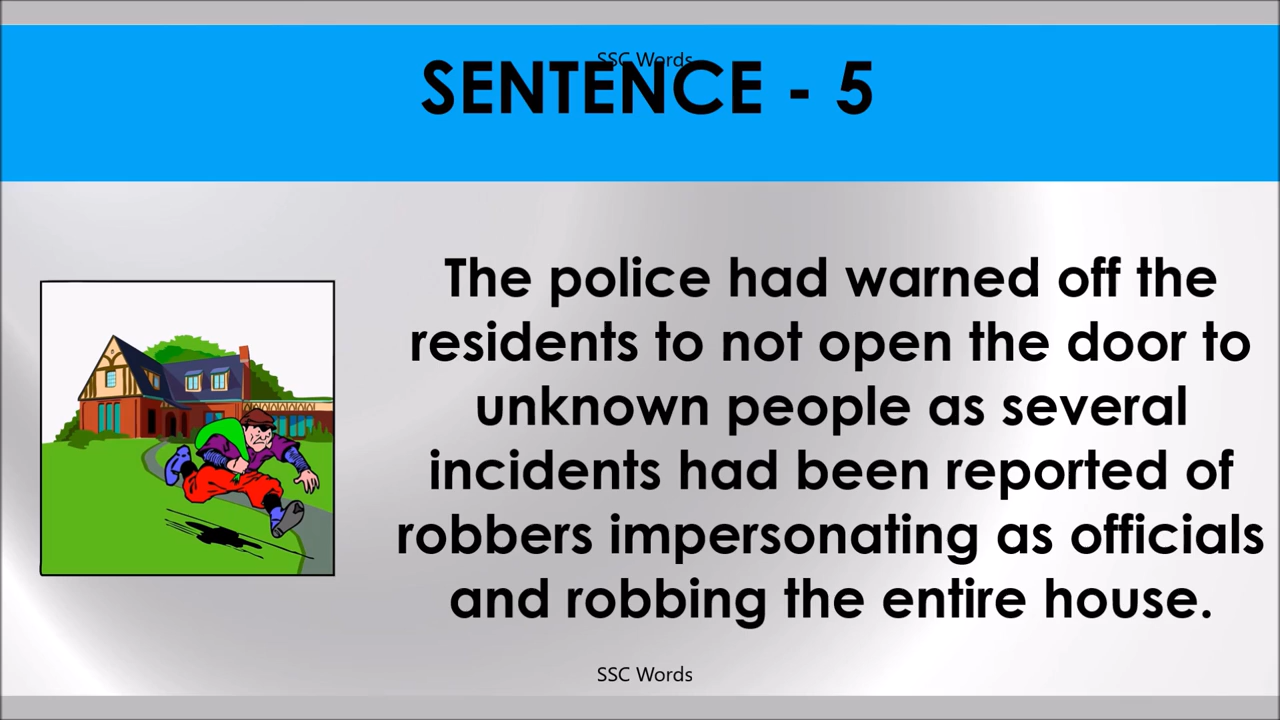 SSC Words
SENTENCE - 5
The police had warned off the
residents to not open the door to
unknown people as several
incidents had been reported of
robbers impersonating as officials
and robbing the entire house.
SSC Words